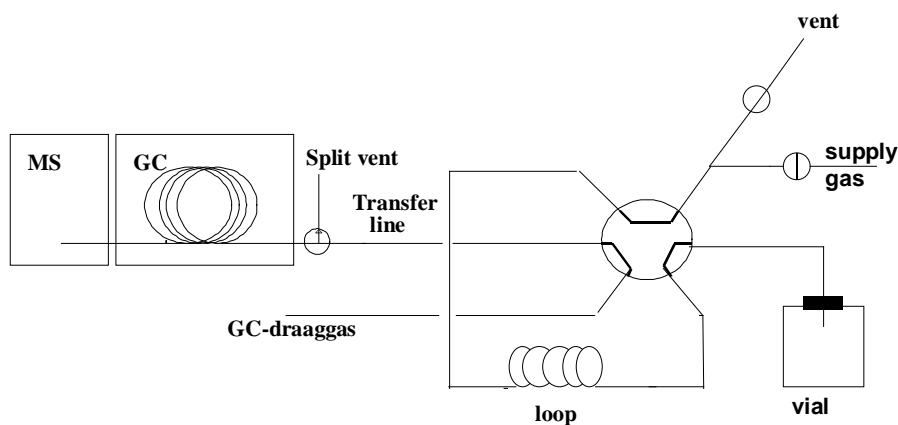 vent
MS
GC
Split vent
supply
gas
Transfer
line
GC-draaggas
loop
vial